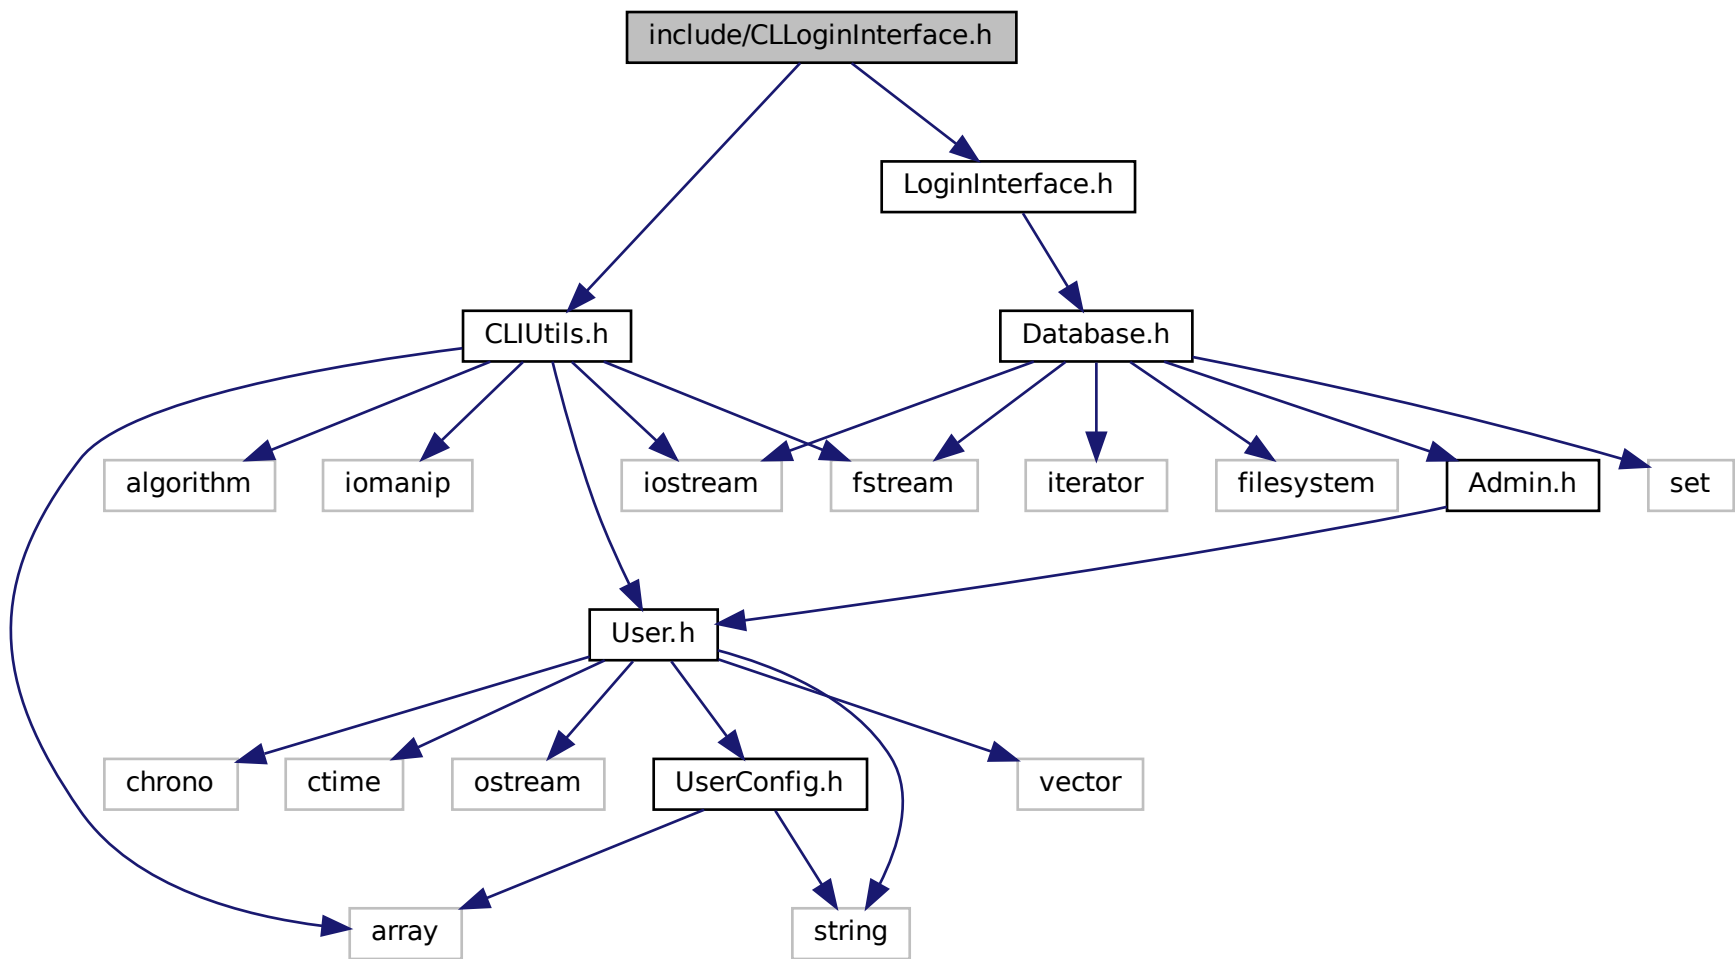 include/CLLoginInterface.h
LoginInterface.h
CLIUtils.h
Database.h
algorithm
iomanip
iostream
fstream
iterator
filesystem
Admin.h
set
User.h
chrono
ctime
ostream
UserConfig.h
vector
array
string